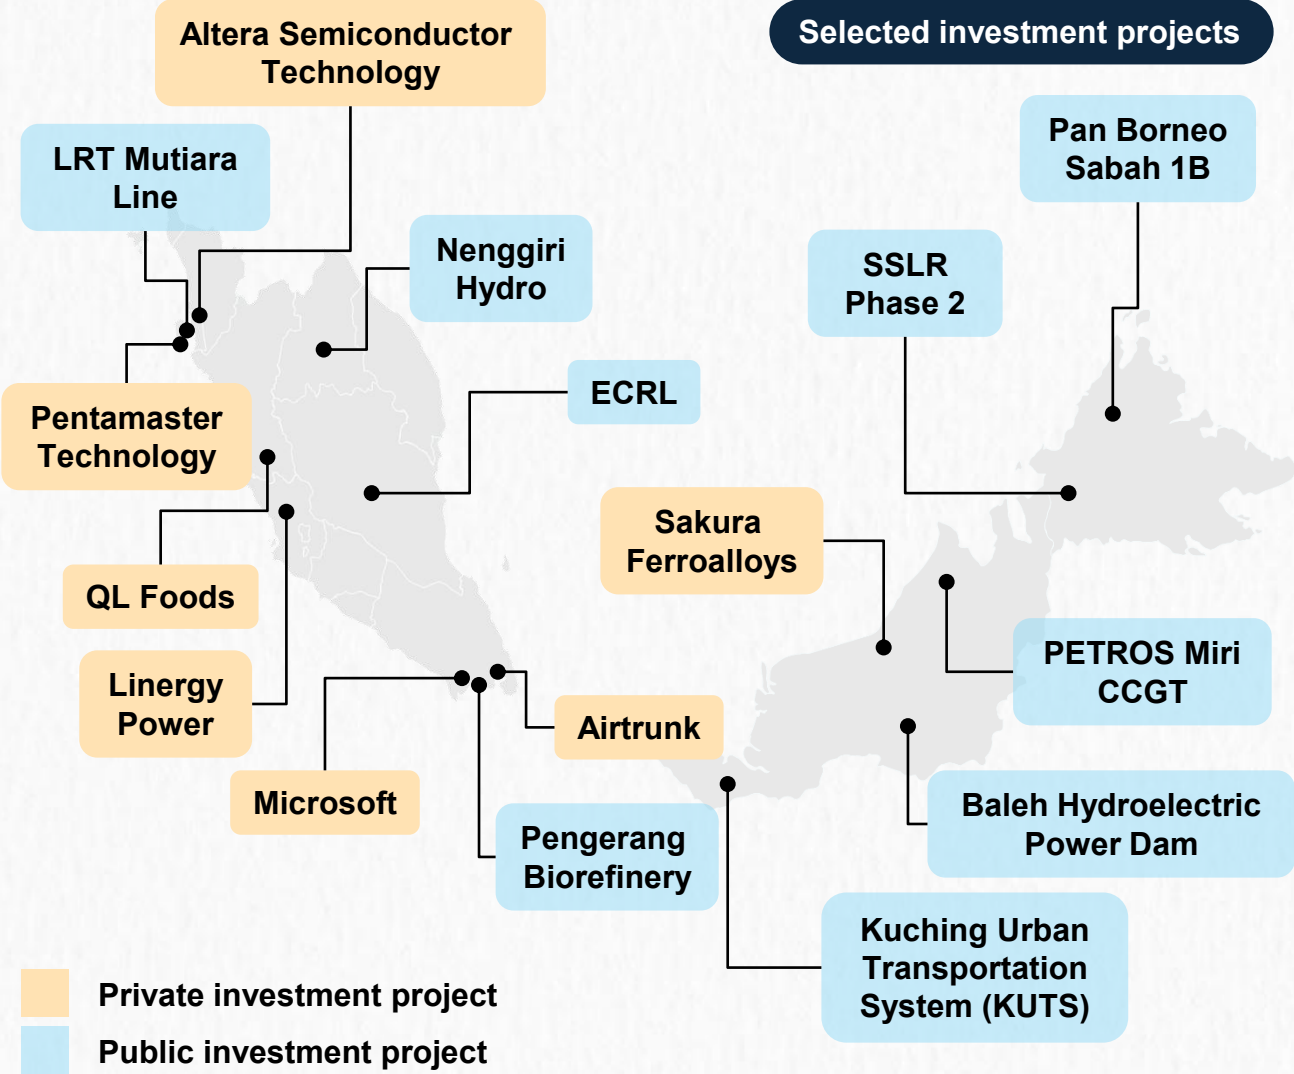 Selected investment projects
Altera Semiconductor
Technology
LRT Mutiara
Line
Nenggiri
Hydro
ECRL
Pentamaster
Technology
QL Foods
Linergy
Power
Microsoft
Airtrunk
Pengerang
Biorefinery
Pan Borneo
Sabah 1B
SSLR
Phase 2
Sakura
Ferroalloys
PETROS Miri
CCGT
Baleh Hydroelectric
Power Dam
Kuching Urban
Transportation
System (KUTS)
Private investment project
Public investment project